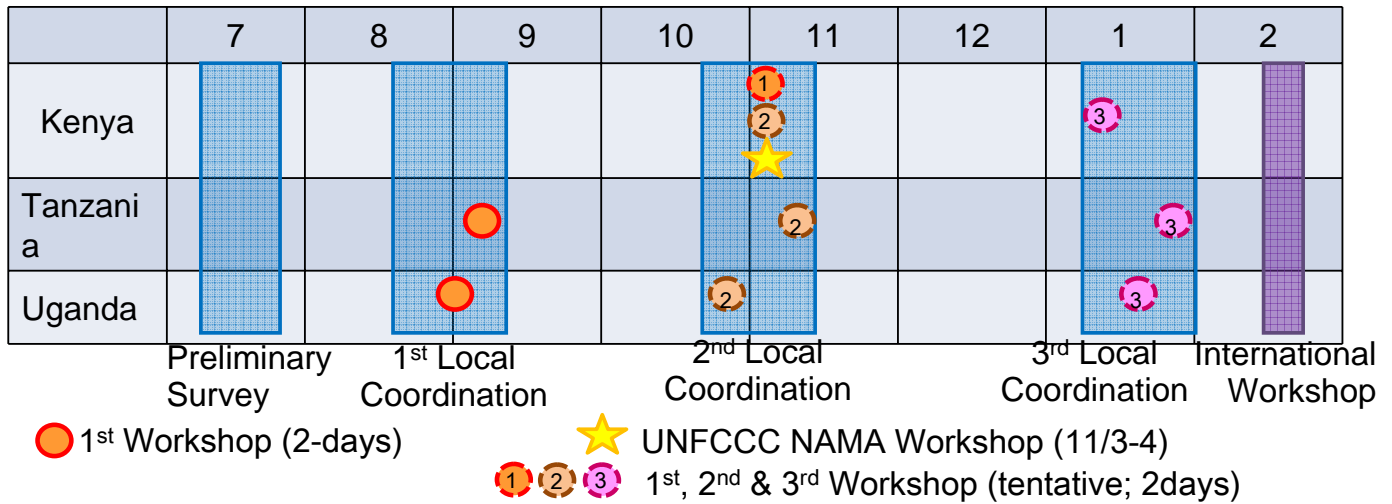 7 8 9 10 11 12 1 2
Kenya
1
2
3
Tanzani
a
2
3
Uganda
2
3
Preliminary
Survey
1st Local
Coordination
2nd Local
Coordination
3rd Local
Coordination
International
Workshop
1st Workshop (2-days)
UNFCCC NAMA Workshop (11/3-4)
1 2 3 1st, 2nd & 3rd Workshop (tentative; 2days)